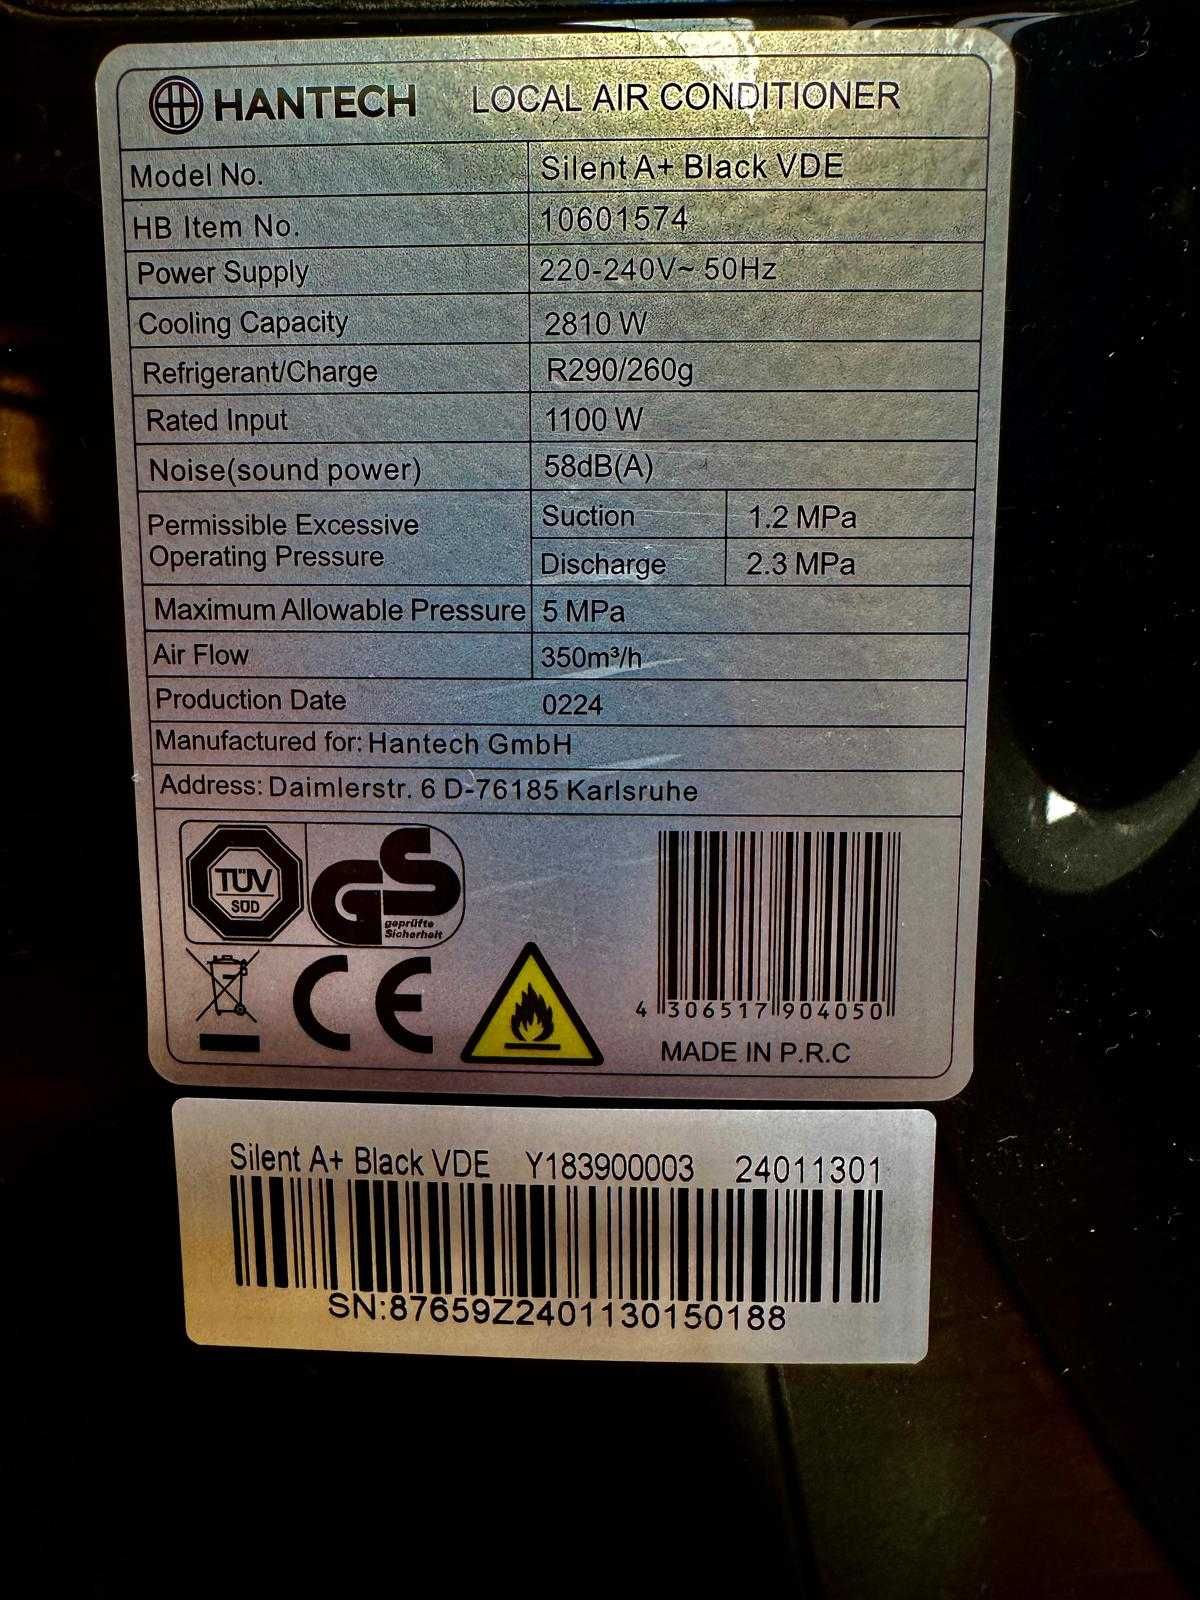 HANTECH LOCAL AIR CONDITIONER
Model No. Silent A+ Black VDE
HB Item No. 10601574
Power Supply 220-240V~ 50Hz
Cooling Capacity 2810 W
Refrigerant/Charge R290/260g
Rated Input 1100 W
Noise(sound power) 58dB(A)
Permissible Excessive Operating Pressure Suction 1.2 MPa
Discharge 2.3 MPa
Maximum Allowable Pressure 5 MPa
Air Flow 350m³/h
Production Date 0224
Manufactured for: Hantech GmbH
Address: Daimlerstr. 6 D-76185 Karlsruhe
TÜV
SÜD
GS
geprüfte
Sicherheit
CE
4 306517 904050
MADE IN P.R.C
Silent A+ Black VDE Y183900003 24011301
SN:87659Z2401130150188